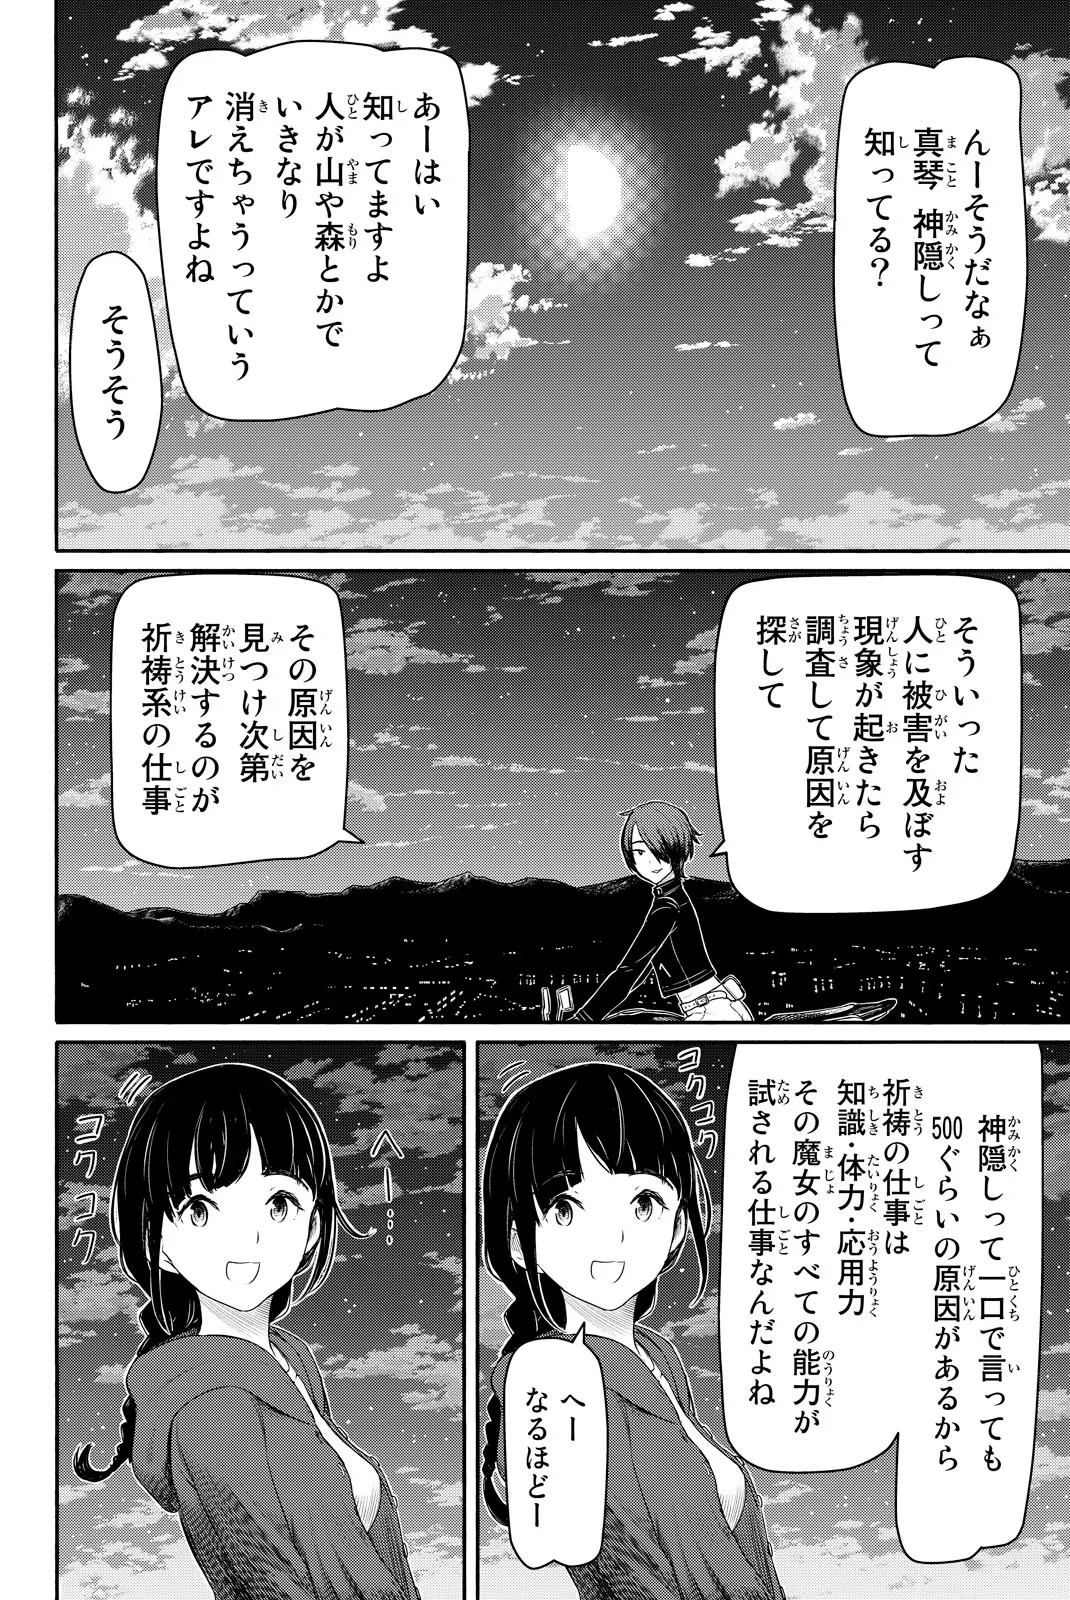 んーそうだなぁ
真琴 神隠しって
知ってる？
あーはい
知ってますよ
人が山や森とかで
いきなり
消えちゃうっていう
アレですよね
そうそう
そういった
人に被害を及ぼす
現象が起きたら
調査して原因を
探して
その原因を
見つけ次第
解決するのが
祈祷系の仕事
神隠しって一口で言っても
500ぐらいの原因があるから
祈祷の仕事は
知識・体力・応用力
その魔女のすべての能力が
試される仕事なんだよね
コクコク
へー
なるほどー
へー…
コクコク